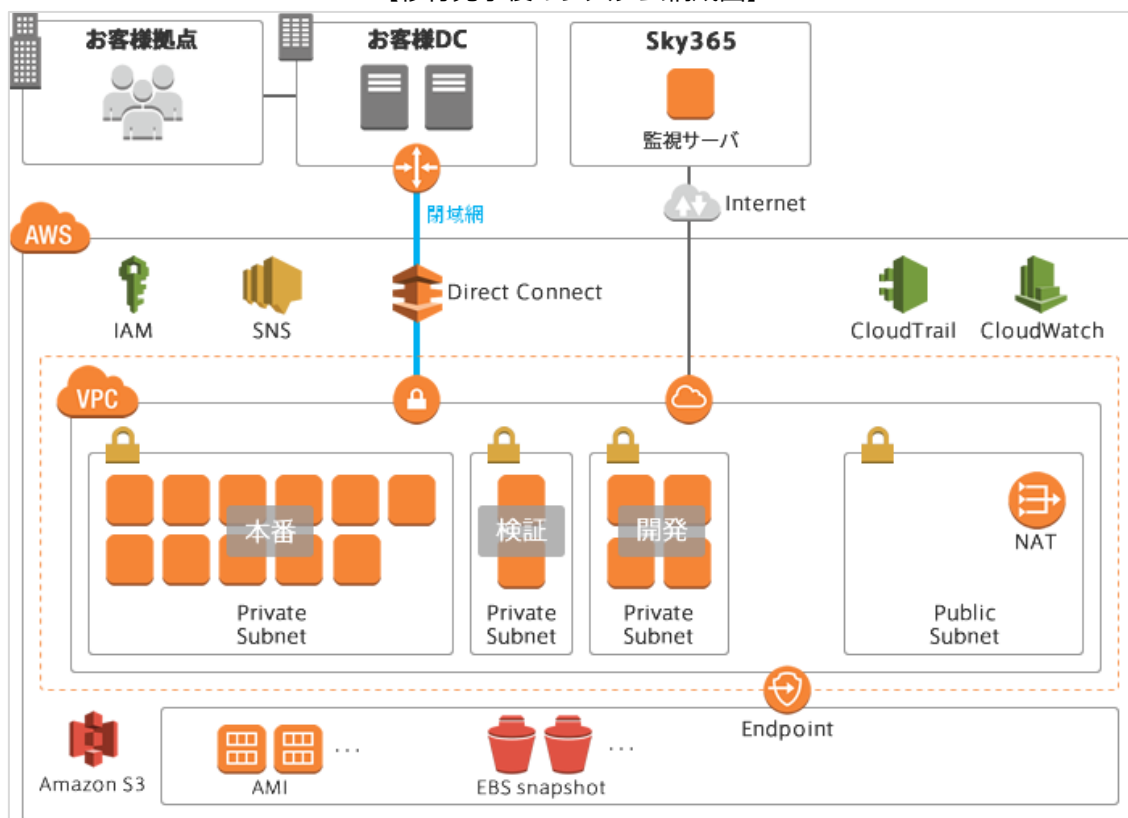 お客様拠点
お客様DC
Sky365
監視サーバ
閉域網
Internet
AWS
IAM
SNS
Direct Connect
CloudTrail
CloudWatch
VPC
本番
検証
開発
NAT
Private
Subnet
Private
Subnet
Private
Subnet
Public
Subnet
Endpoint
Amazon S3
AMI
...
EBS snapshot
...